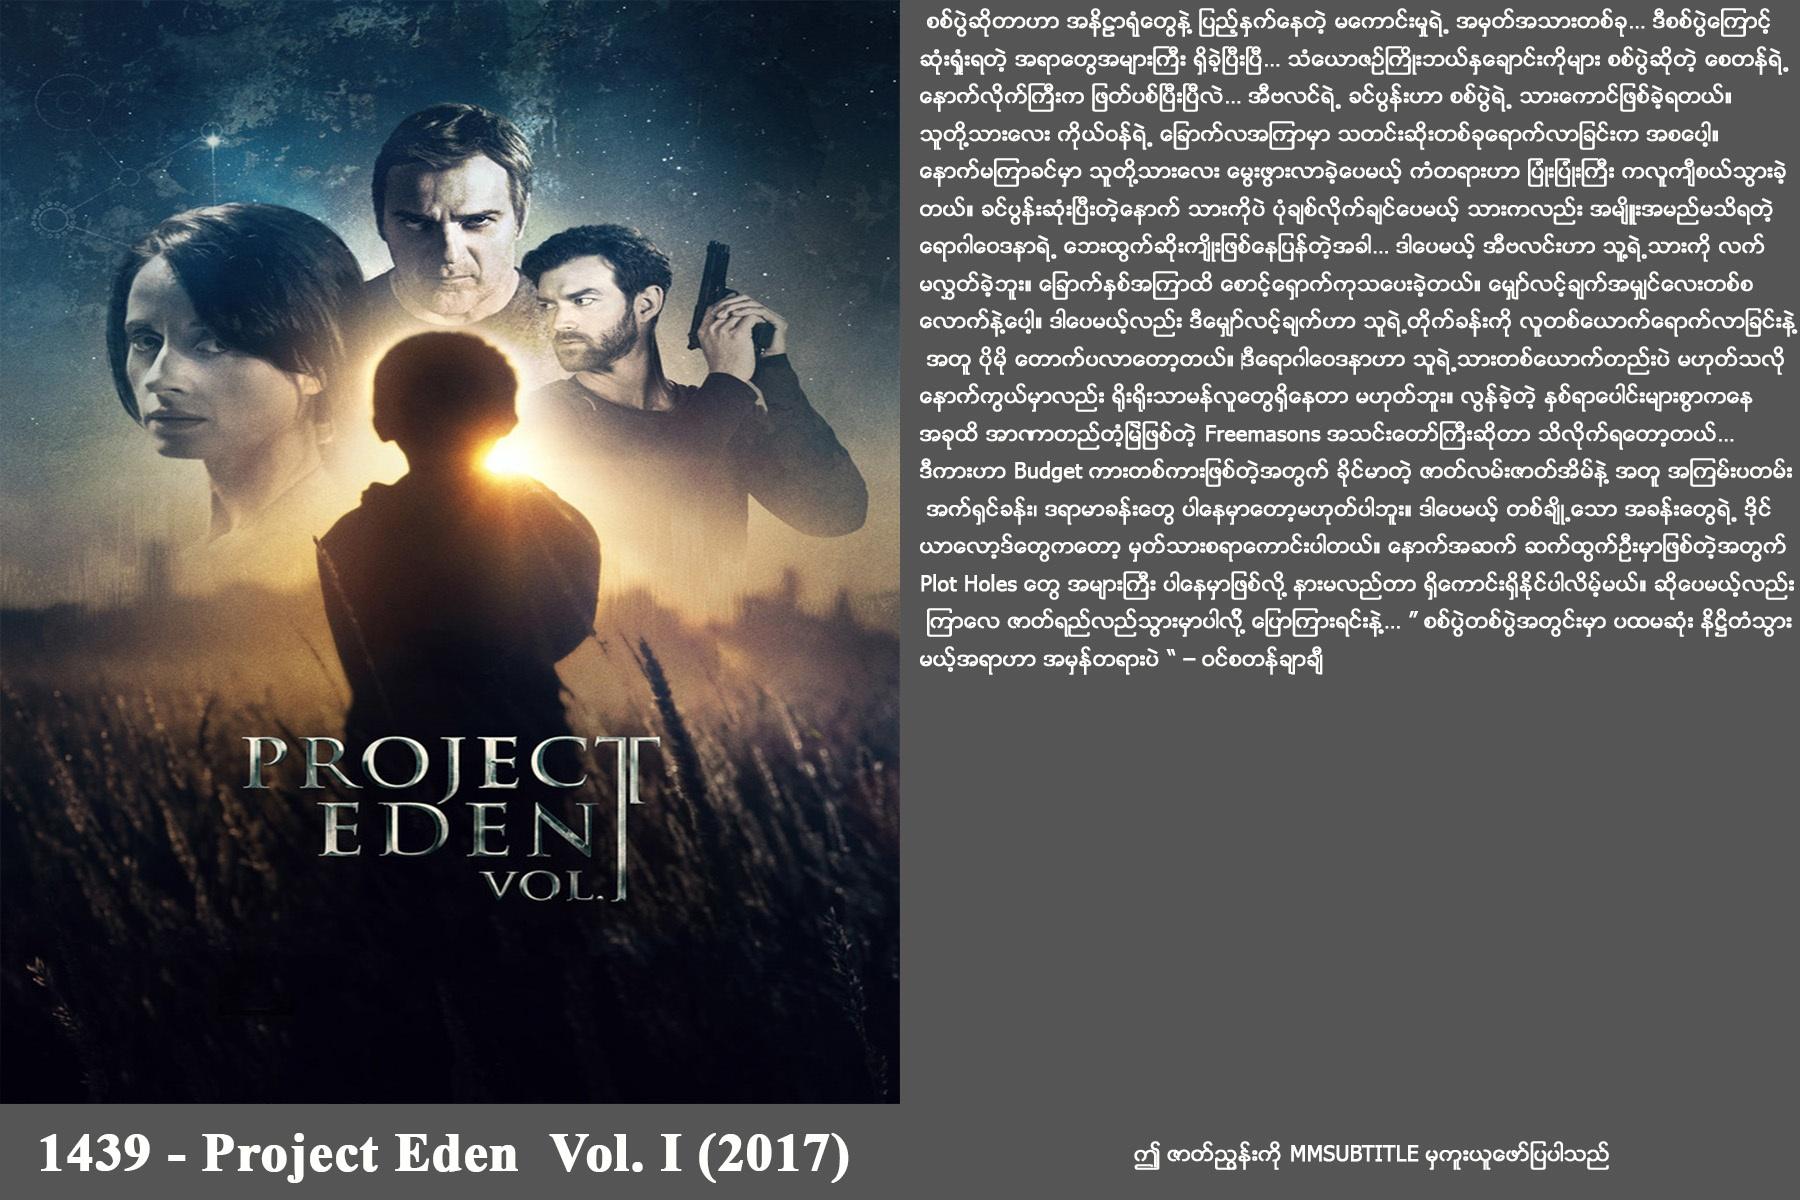 PROJECT
EDEN
VOL. I
1439 - Project Eden Vol. I (2017)
စစ်ပွဲဆိုတာဟာ အနိဋ္ဌာရုံတွေနဲ့ ပြည့်နှက်နေတဲ့ မကောင်းမှုရဲ့ အမှတ်အသားတစ်ခု... ဒီစစ်ပွဲကြောင့်
ဆုံးရှုံးရတဲ့ အရာတွေအများကြီး ရှိခဲ့ပြီးပြီ... သံယောဇဉ်ကြိုးဘယ်နှချောင်းကိုများ စစ်ပွဲဆိုတဲ့ စေတန်ရဲ့
နောက်လိုက်ကြီးက ဖြတ်ပစ်ပြီးပြီလဲ... အီဗလင်ရဲ့ ခင်ပွန်းဟာ စစ်ပွဲရဲ့ သားကောင်ဖြစ်ခဲ့ရတယ်။
သူတို့သားလေး ကိုယ်ဝန်ရဲ့ ခြောက်လအကြာမှာ သတင်းဆိုးတစ်ခုရောက်လာခြင်းက အစပေါ့။
နောက်မကြာခင်မှာ သူတို့သားလေး မွေးဖွားလာခဲ့ပေမယ့် ကံတရားဟာ ပြုံးပြုံးကြီး ကလူကျီစယ်သွားခဲ့
တယ်။ ခင်ပွန်းဆုံးပြီးတဲ့နောက် သားကိုပဲ ပုံချစ်လိုက်ချင်ပေမယ့် သားကလည်း အမျိုးအမည်မသိရတဲ့
ရောဂါဝေဒနာရဲ့ ဘေးထွက်ဆိုးကျိုးဖြစ်နေပြန်တဲ့အခါ... ဒါပေမယ့် အီဗလင်းဟာ သူ့ရဲ့သားကို လက်
မလွှတ်ခဲ့ဘူး။ ခြောက်နှစ်အကြာထိ စောင့်ရှောက်ကုသပေးခဲ့တယ်။ မျှော်လင့်ချက်အမျှင်လေးတစ်စ
လောက်နဲ့ပေါ့။ ဒါပေမယ့်လည်း ဒီမျှော်လင့်ချက်ဟာ သူရဲ့တိုက်ခန်းကို လူတစ်ယောက်ရောက်လာခြင်းနဲ့
အတူ ပိုမို တောက်ပလာတော့တယ်။ ဒီရောဂါဝေဒနာဟာ သူရဲ့သားတစ်ယောက်တည်းပဲ မဟုတ်သလို
နောက်ကွယ်မှာလည်း ရိုးရိုးသာမန်လူတွေရှိနေတာ မဟုတ်ဘူး။ လွန်ခဲ့တဲ့ နှစ်ရာပေါင်းများစွာကနေ
အခုထိ အာဏာတည်တံ့မြဲဖြစ်တဲ့ Freemasons အသင်းတော်ကြီးဆိုတာ သိလိုက်ရတော့တယ်...
ဒီကားဟာ Budget ကားတစ်ကားဖြစ်တဲ့အတွက် ခိုင်မာတဲ့ ဇာတ်လမ်းဇာတ်အိမ်နဲ့ အတူ အကြမ်းပတမ်း
အက်ရှင်ခန်း၊ ဒရာမာခန်းတွေ ပါနေမှာတော့မဟုတ်ပါဘူး။ ဒါပေမယ့် တစ်ချို့သော အခန်းတွေရဲ့ ဒိုင်
ယာလော့ဒ်တွေကတော့ မှတ်သားစရာကောင်းပါတယ်။ နောက်အဆက် ဆက်ထွက်ဦးမှာဖြစ်တဲ့အတွက်
Plot Holes တွေ အများကြီး ပါနေမှာဖြစ်လို့ နားမလည်တာ ရှိကောင်းရှိနိုင်ပါလိမ့်မယ်။ ဆိုပေမယ့်လည်း
ကြာလေ ဇာတ်ရည်လည်သွားမှာပါလို့ ပြောကြားရင်းနဲ့... ” စစ်ပွဲတစ်ပွဲအတွင်းမှာ ပထမဆုံး နိဋ္ဌိတံသွား
မယ့်အရာဟာ အမှန်တရားပဲ “ – ဝင်စတန်ချာချီ
ဤ ဇာတ်ညွှန်းကို MMSUBTITLE မှကူးယူဖော်ပြပါသည်